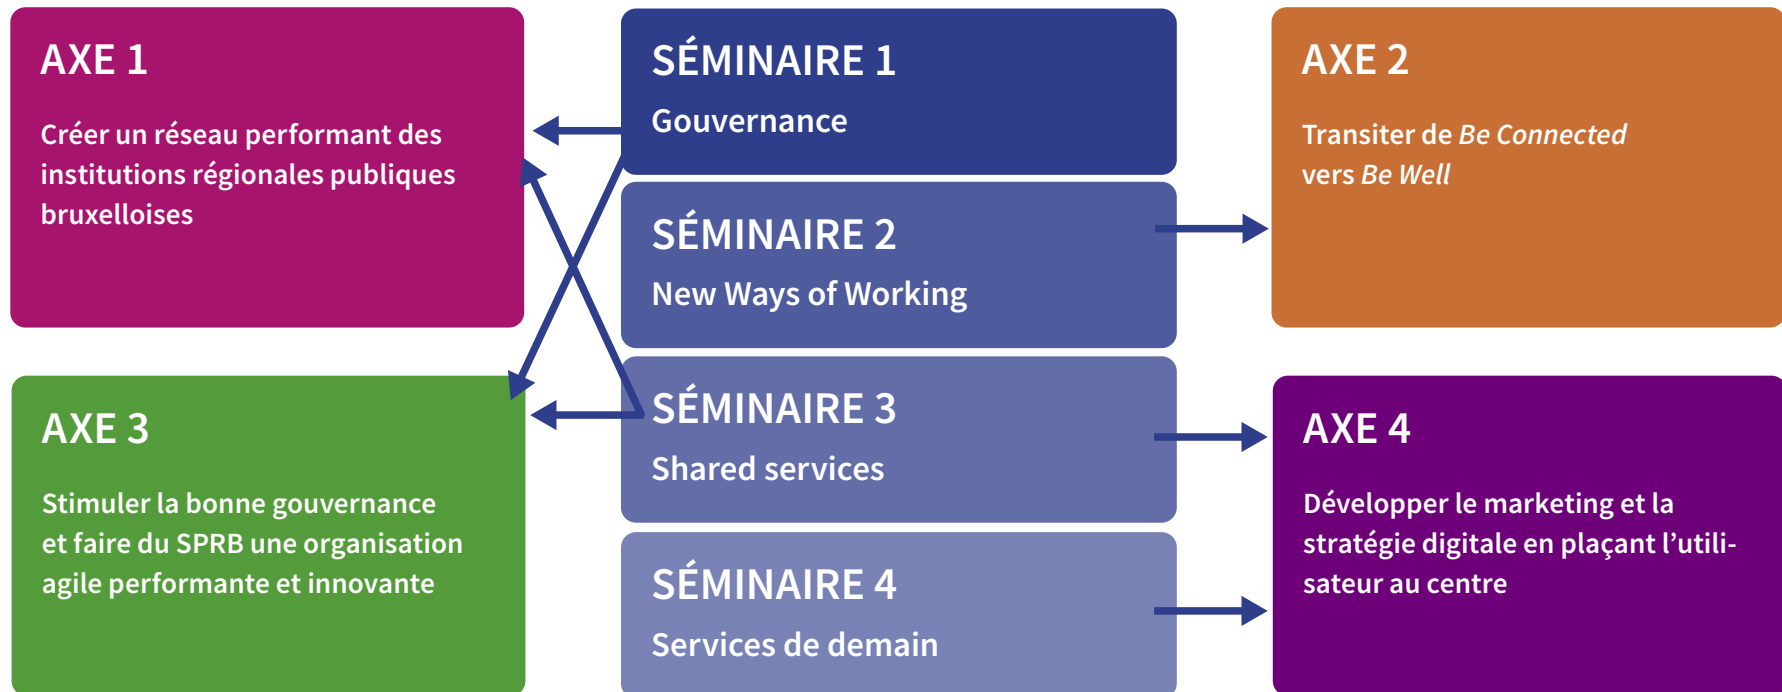 AXE 1
Créer un réseau performant des
institutions régionales publiques
bruxelloises
SÉMINAIRE 1
Gouvernance
SÉMINAIRE 2
New Ways of Working
AXE 2
Transiter de Be Connected
vers Be Well
AXE 3
Stimuler la bonne gouvernance
et faire du SPRB une organisation
agile performante et innovante
SÉMINAIRE 3
Shared services
SÉMINAIRE 4
Services de demain
AXE 4
Développer le marketing et la
stratégie digitale en plaçant l’utili-
sateur au centre